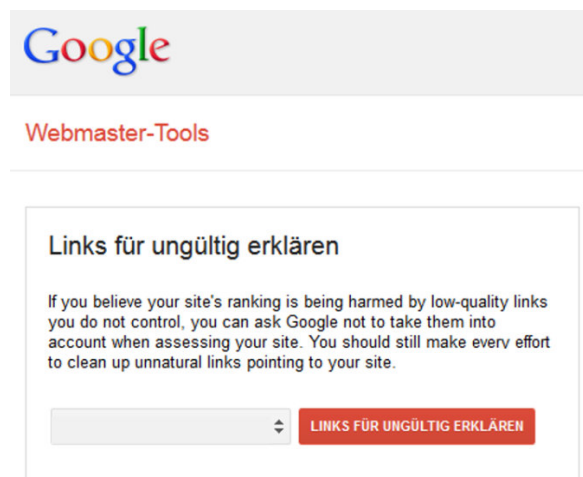 Google
Webmaster-Tools
Links für ungültig erklären
If you believe your site's ranking is being harmed by low-quality links
you do not control, you can ask Google not to take them into
account when assessing your site. You should still make every effort
to clean up unnatural links pointing to your site.
LINKS FÜR UNGÜLTIG ERKLÄREN